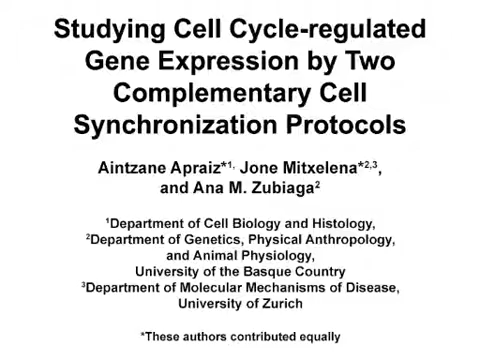 Studying Cell Cycle-regulated
Gene Expression by Two
Complementary Cell
Synchronization Protocols
Aintzane Apraiz*¹, Jone Mitxelena*²,³,
and Ana M. Zubiaga²
¹Department of Cell Biology and Histology,
²Department of Genetics, Physical Anthropology,
and Animal Physiology,
University of the Basque Country
³Department of Molecular Mechanisms of Disease,
University of Zurich
*These authors contributed equally